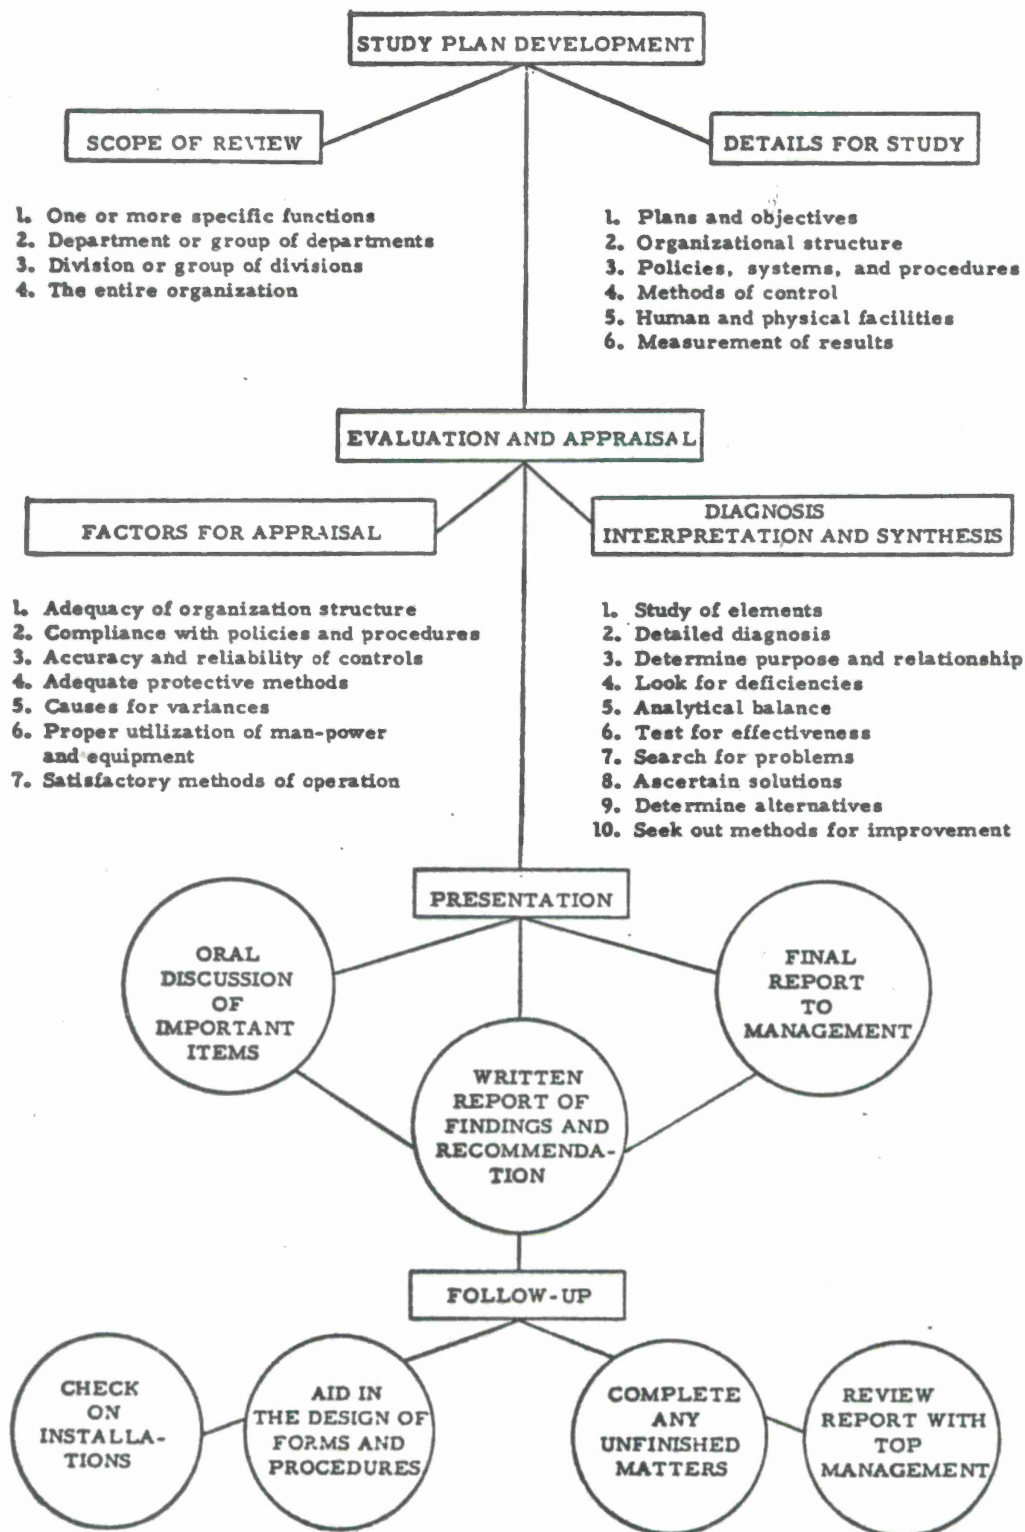 STUDY PLAN DEVELOPMENT
SCOPE OF REVIEW
1. One or more specific functions
2. Department or group of departments
3. Division or group of divisions
4. The entire organization
DETAILS FOR STUDY
1. Plans and objectives
2. Organizational structure
3. Policies, systems, and procedures
4. Methods of control
5. Human and physical facilities
6. Measurement of results
EVALUATION AND APPRAISAL
FACTORS FOR APPRAISAL
1. Adequacy of organization structure
2. Compliance with policies and procedures
3. Accuracy and reliability of controls
4. Adequate protective methods
5. Causes for variances
6. Proper utilization of man-power
and equipment
7. Satisfactory methods of operation
DIAGNOSIS
INTERPRETATION AND SYNTHESIS
1. Study of elements
2. Detailed diagnosis
3. Determine purpose and relationship
4. Look for deficiencies
5. Analytical balance
6. Test for effectiveness
7. Search for problems
8. Ascertain solutions
9. Determine alternatives
10. Seek out methods for improvement
PRESENTATION
ORAL
DISCUSSION
OF
IMPORTANT
ITEMS
WRITTEN
REPORT OF
FINDINGS AND
RECOMMENDA-
TION
FINAL
REPORT
TO
MANAGEMENT
FOLLOW-UP
CHECK
ON
INSTALLA-
TIONS
AID IN
THE DESIGN OF
FORMS AND
PROCEDURES
COMPLETE
ANY
UNFINISHED
MATTERS
REVIEW
REPORT WITH
TOP
MANAGEMENT